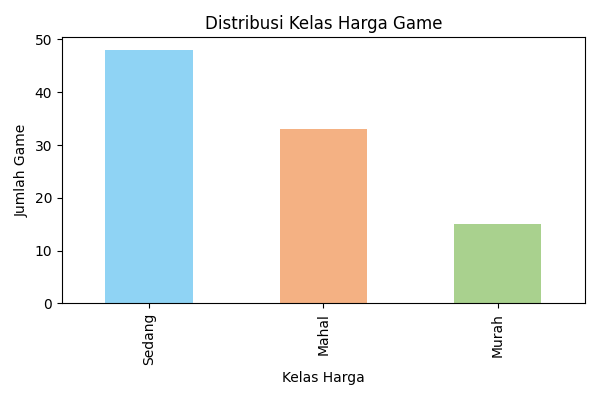 Distribusi Kelas Harga Game
Jumlah Game
50
40
30
20
10
0
Sedang
Mahal
Murah
Kelas Harga